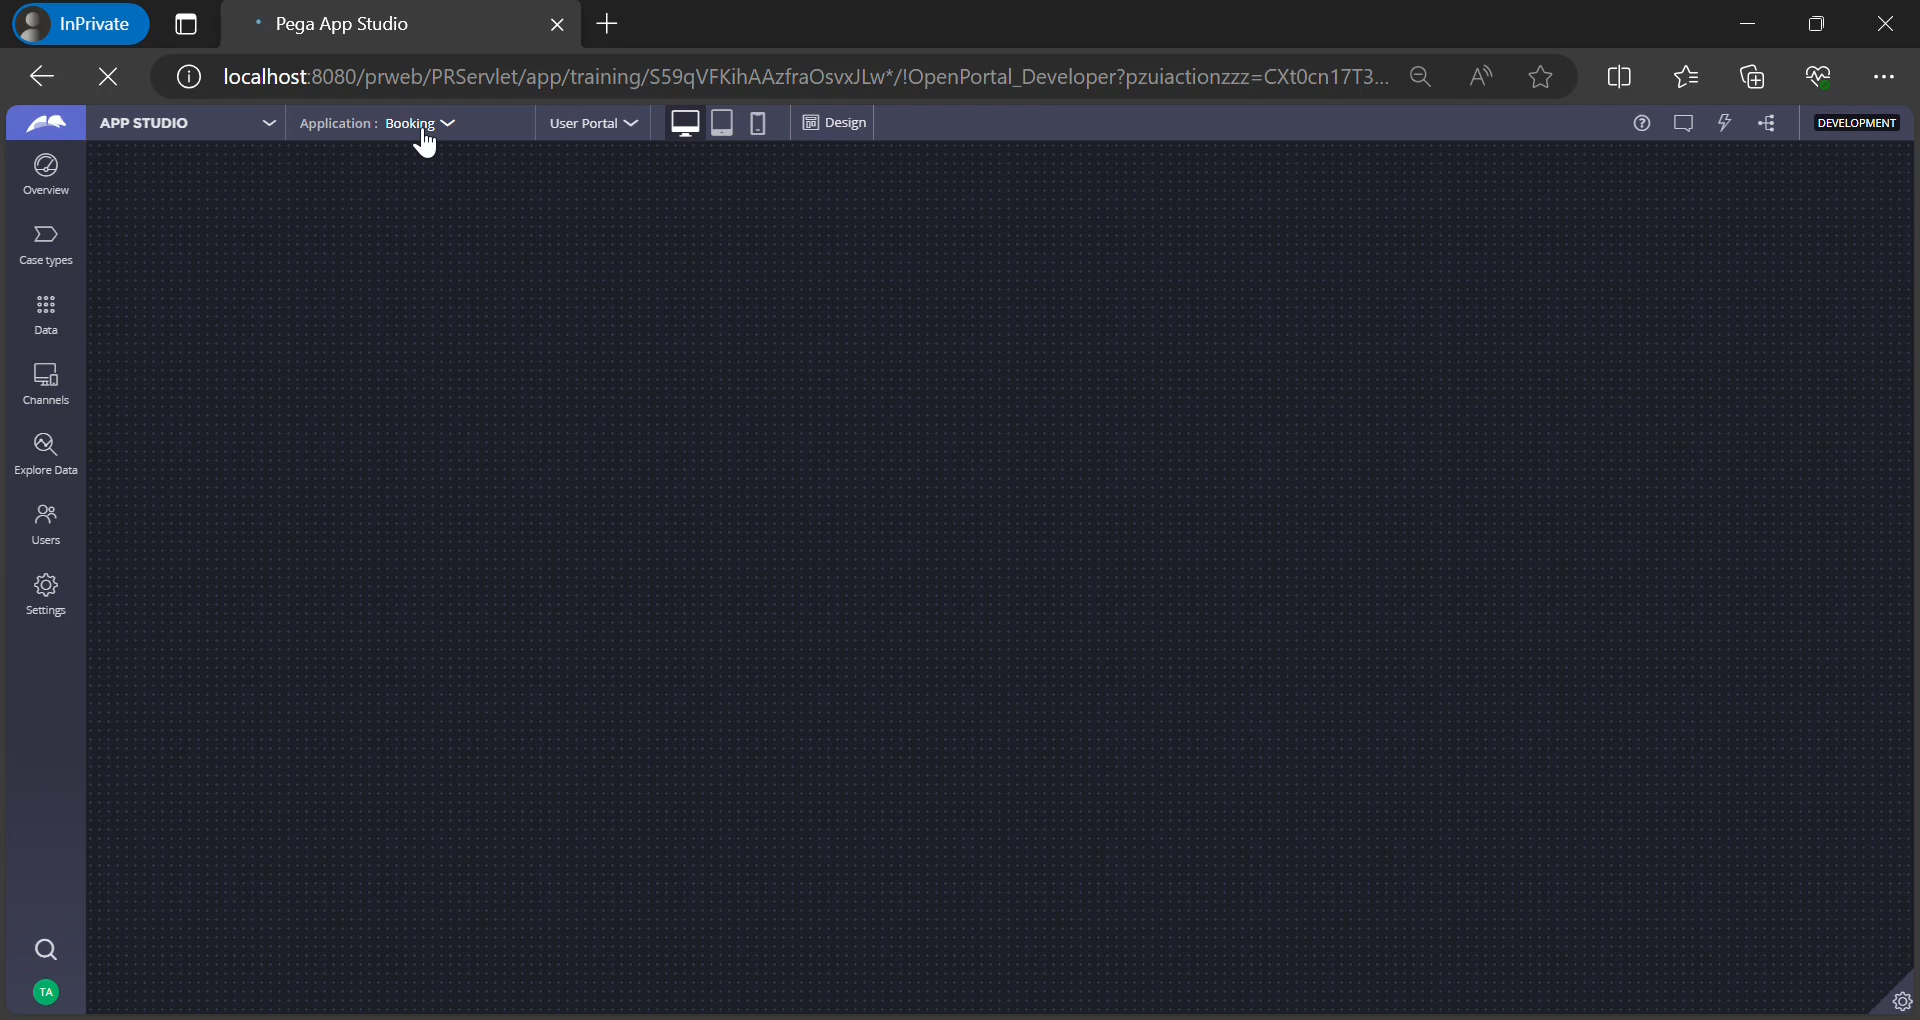 InPrivate
Pega App Studio
localhost:8080/prweb/PRServlet/app/training/S59qVFKihAAzfraOsvxJLw*/!OpenPortal_Developer?pzuiactionzzz=CXt0cn17T3...
APP STUDIO
Application : Booking
User Portal
Design
DEVELOPMENT
Overview
Case types
Data
Channels
Explore Data
Users
Settings
TA